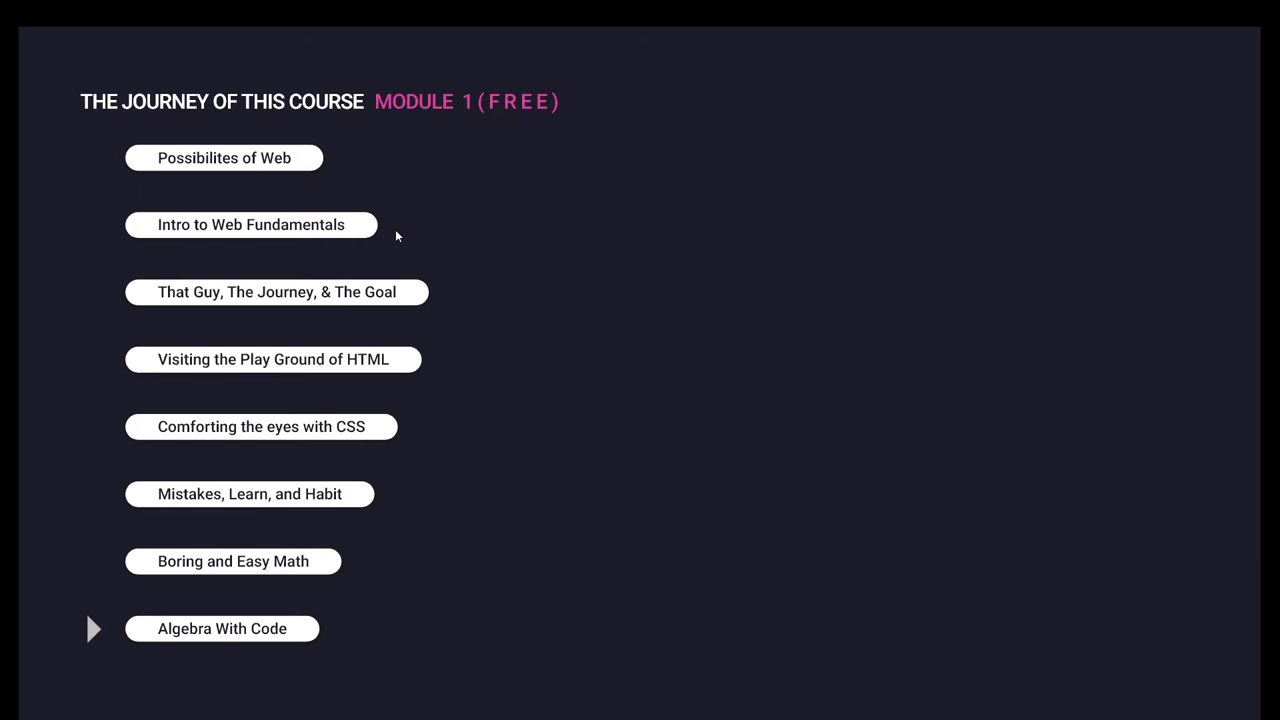 THE JOURNEY OF THIS COURSE MODULE 1 (FREE)
Possibilites of Web
Intro to Web Fundamentals
That Guy, The Journey, & The Goal
Visiting the Play Ground of HTML
Comforting the eyes with CSS
Mistakes, Learn, and Habit
Boring and Easy Math
Algebra With Code